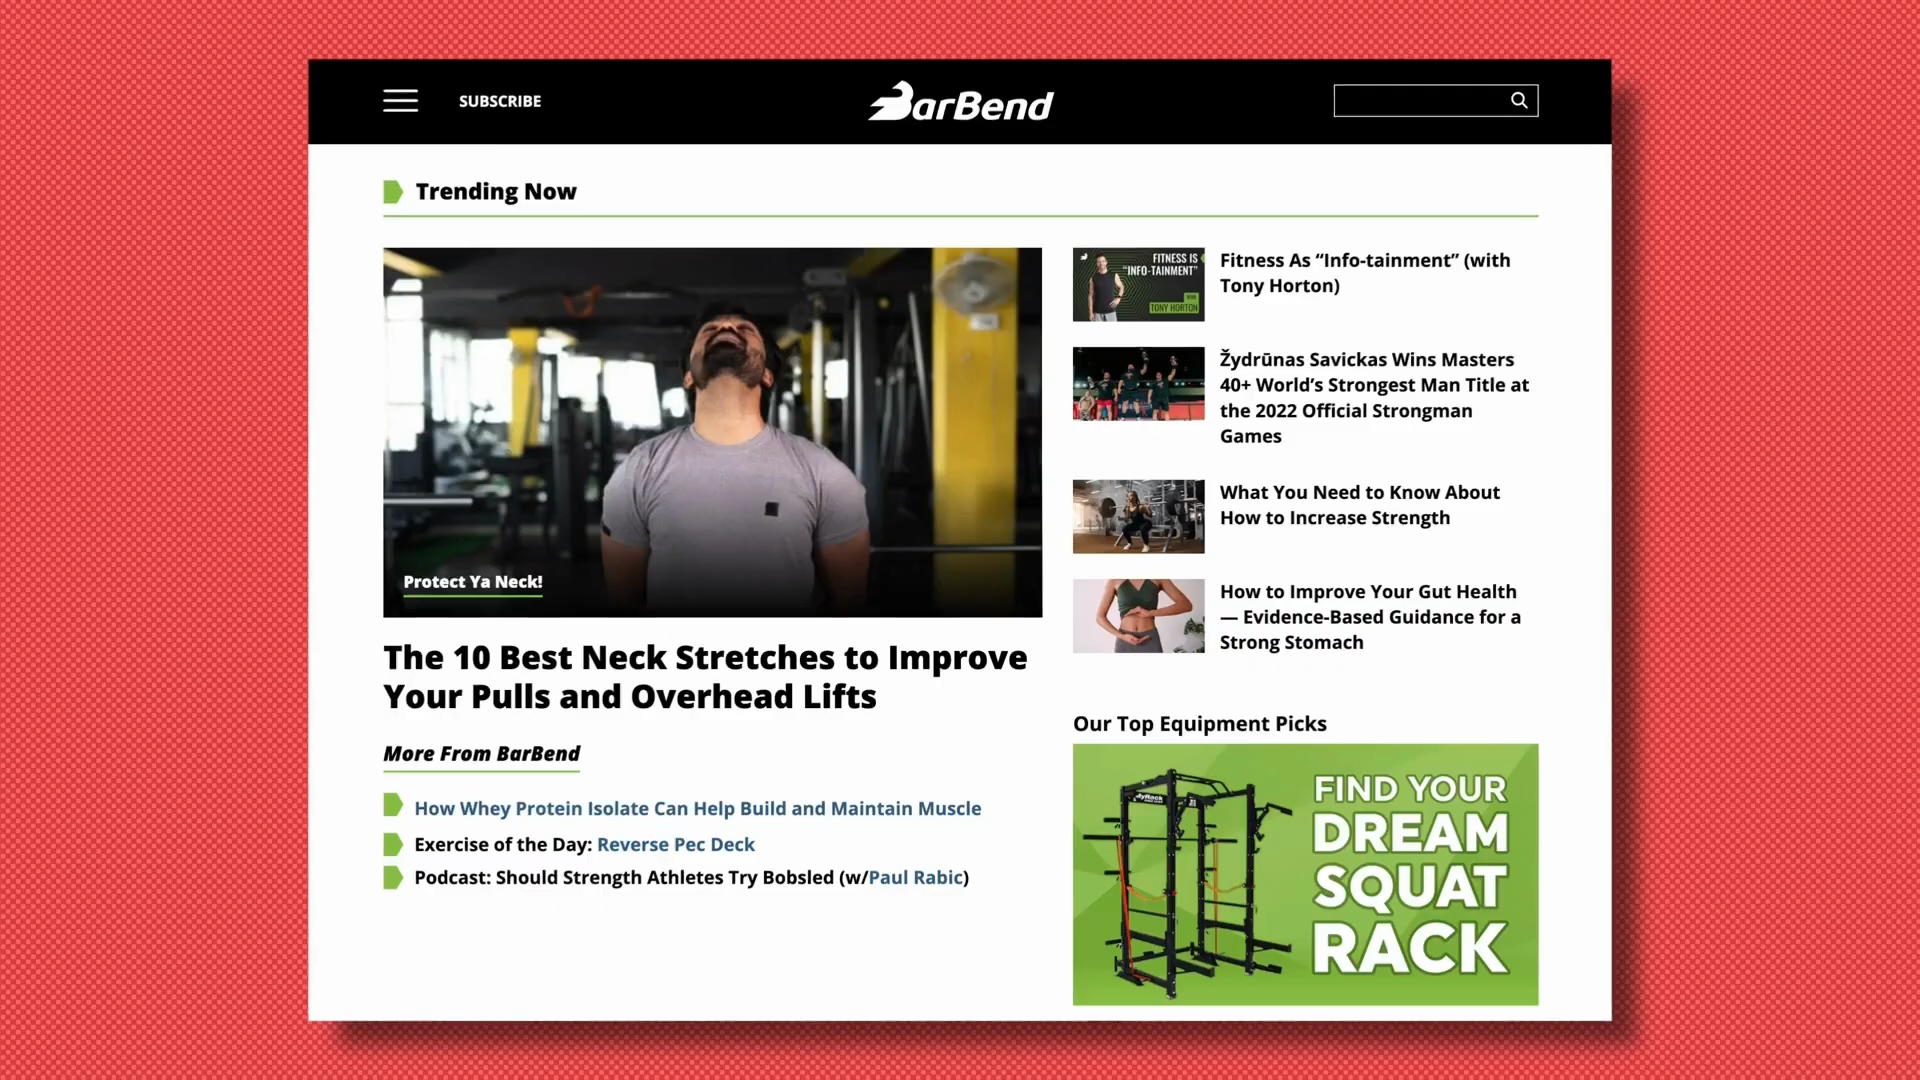 SUBSCRIBE
BarBend
Trending Now
Protect Ya Neck!
The 10 Best Neck Stretches to Improve
Your Pulls and Overhead Lifts
More From BarBend
How Whey Protein Isolate Can Help Build and Maintain Muscle
Exercise of the Day: Reverse Pec Deck
Podcast: Should Strength Athletes Try Bobsled (w/Paul Rabic)
FITNESS IS
"INFO-TAINMENT"
WITH
TONY HORTON
Fitness As “Info-tainment” (with
Tony Horton)
Žydrūnas Savickas Wins Masters
40+ World’s Strongest Man Title at
the 2022 Official Strongman
Games
What You Need to Know About
How to Increase Strength
How to Improve Your Gut Health
— Evidence-Based Guidance for a
Strong Stomach
Our Top Equipment Picks
MyRack
FIND YOUR
DREAM
SQUAT
RACK